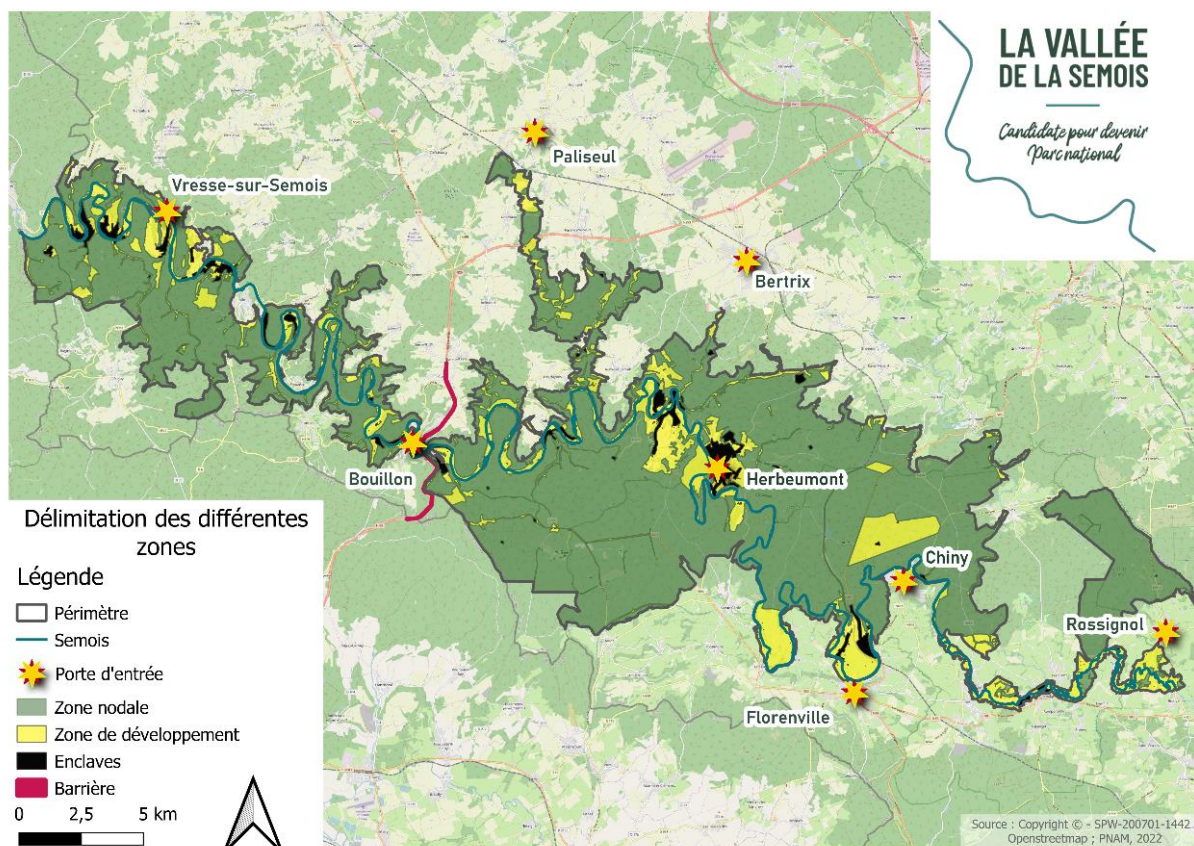 LA VALLÉE
DE LA SEMOIS
Candidate pour devenir
Parc national
Paliseul
Vresse-sur-Semois
Bertrix
Bouillon
Herbeumont
Chiny
Rossignol
Florenville
Délimitation des différentes
zones
Légende
Périmètre
Semois
Porte d'entrée
Zone nodale
Zone de développement
Enclaves
Barrière
0 2,5 5 km
Source : Copyright © - SPW-200701-1442.
Openstreetmap ; PNAM, 2022